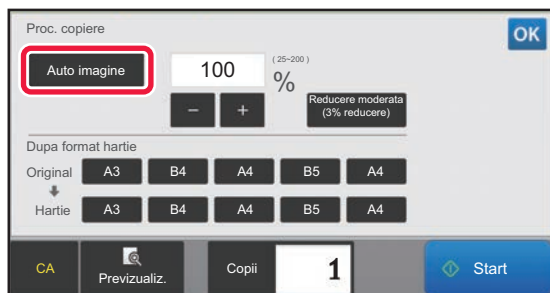 Proc. copiere
OK
Auto imagine
100
(25~200)
%
− +
Reducere moderata
(3% reducere)
Dupa format hartie
Original A3 B4 A4 B5 A4
Hartie A3 B4 A4 B5 A4
CA
Previzualiz.
Copii
1
Start